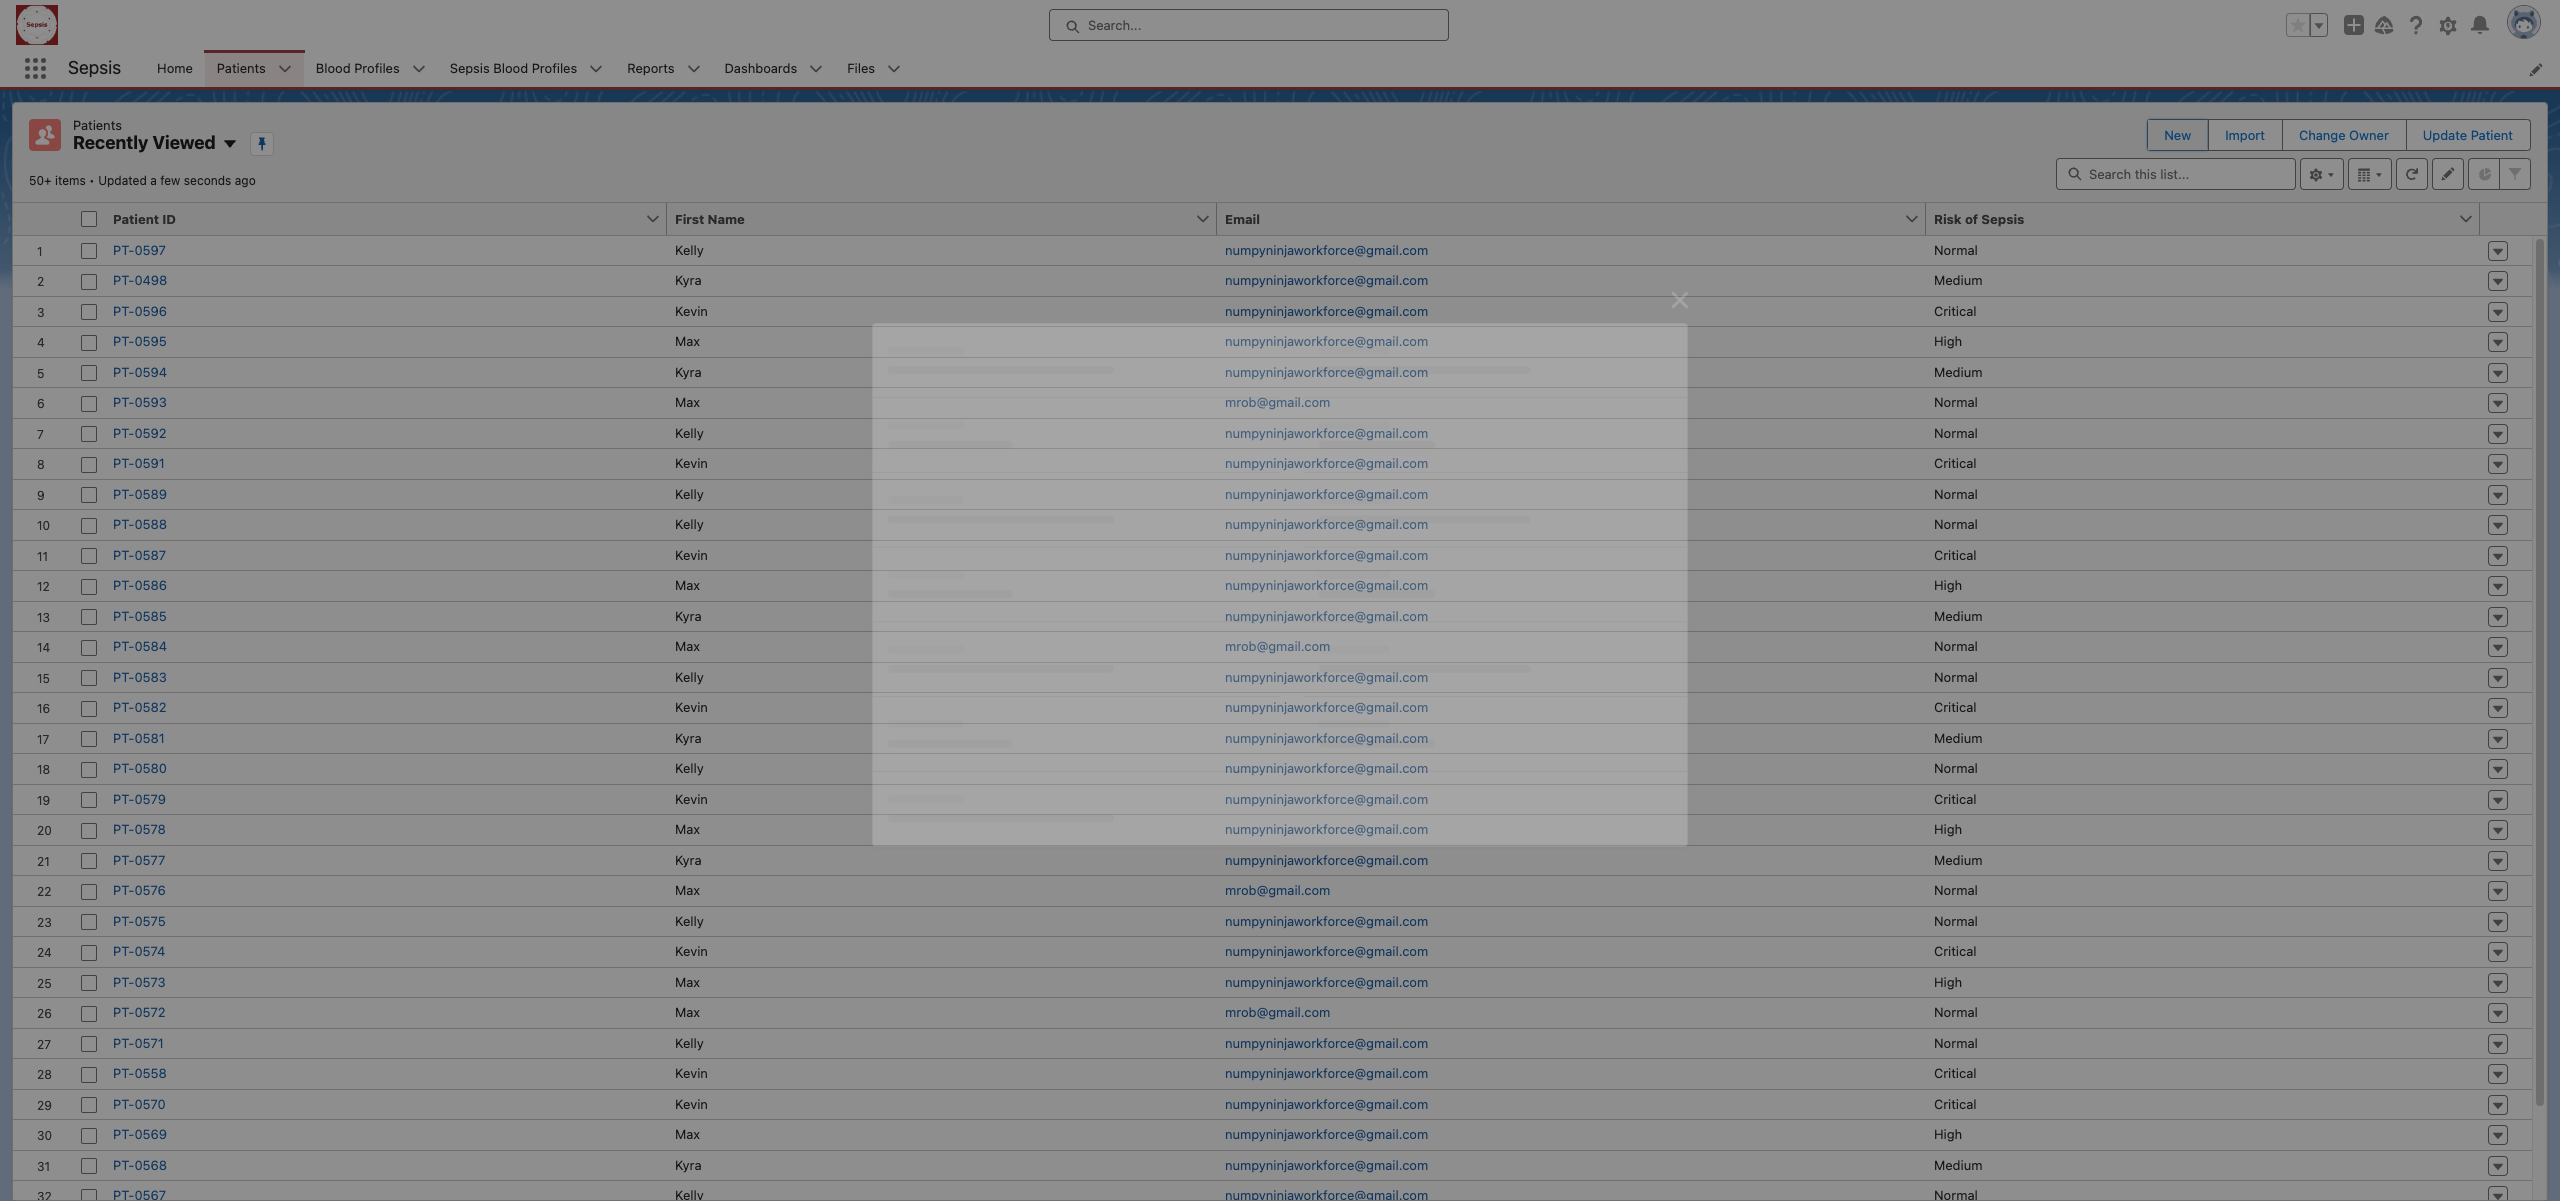 Sepsis
Search...
Sepsis Home Patients Blood Profiles Sepsis Blood Profiles Reports Dashboards Files
Patients
Recently Viewed
New Import Change Owner Update Patient
50+ items • Updated a few seconds ago
Search this list...
Patient ID First Name Email Risk of Sepsis
1 PT-0597 Kelly numpyninjaworkforce@gmail.com Normal
2 PT-0498 Kyra numpyninjaworkforce@gmail.com Medium
3 PT-0596 Kevin numpyninjaworkforce@gmail.com Critical
4 PT-0595 Max numpyninjaworkforce@gmail.com High
5 PT-0594 Kyra numpyninjaworkforce@gmail.com Medium
6 PT-0593 Max mrob@gmail.com Normal
7 PT-0592 Kelly numpyninjaworkforce@gmail.com Normal
8 PT-0591 Kevin numpyninjaworkforce@gmail.com Critical
9 PT-0589 Kelly numpyninjaworkforce@gmail.com Normal
10 PT-0588 Kelly numpyninjaworkforce@gmail.com Normal
11 PT-0587 Kevin numpyninjaworkforce@gmail.com Critical
12 PT-0586 Max numpyninjaworkforce@gmail.com High
13 PT-0585 Kyra numpyninjaworkforce@gmail.com Medium
14 PT-0584 Max mrob@gmail.com Normal
15 PT-0583 Kelly numpyninjaworkforce@gmail.com Normal
16 PT-0582 Kevin numpyninjaworkforce@gmail.com Critical
17 PT-0581 Kyra numpyninjaworkforce@gmail.com Medium
18 PT-0580 Kelly numpyninjaworkforce@gmail.com Normal
19 PT-0579 Kevin numpyninjaworkforce@gmail.com Critical
20 PT-0578 Max numpyninjaworkforce@gmail.com High
21 PT-0577 Kyra numpyninjaworkforce@gmail.com Medium
22 PT-0576 Max mrob@gmail.com Normal
23 PT-0575 Kelly numpyninjaworkforce@gmail.com Normal
24 PT-0574 Kevin numpyninjaworkforce@gmail.com Critical
25 PT-0573 Max numpyninjaworkforce@gmail.com High
26 PT-0572 Max mrob@gmail.com Normal
27 PT-0571 Kelly numpyninjaworkforce@gmail.com Normal
28 PT-0558 Kevin numpyninjaworkforce@gmail.com Critical
29 PT-0570 Kevin numpyninjaworkforce@gmail.com Critical
30 PT-0569 Max numpyninjaworkforce@gmail.com High
31 PT-0568 Kyra numpyninjaworkforce@gmail.com Medium
32 PT-0567 Kelly numpyninjaworkforce@gmail.com Normal